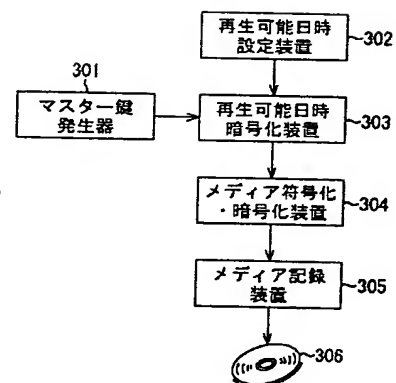 再生可能日時
設定装置
302
301
マスター鍵
発生器
再生可能日時
暗号化装置
303
メディア符号化
・暗号化装置
304
メディア記録
装置
305
306